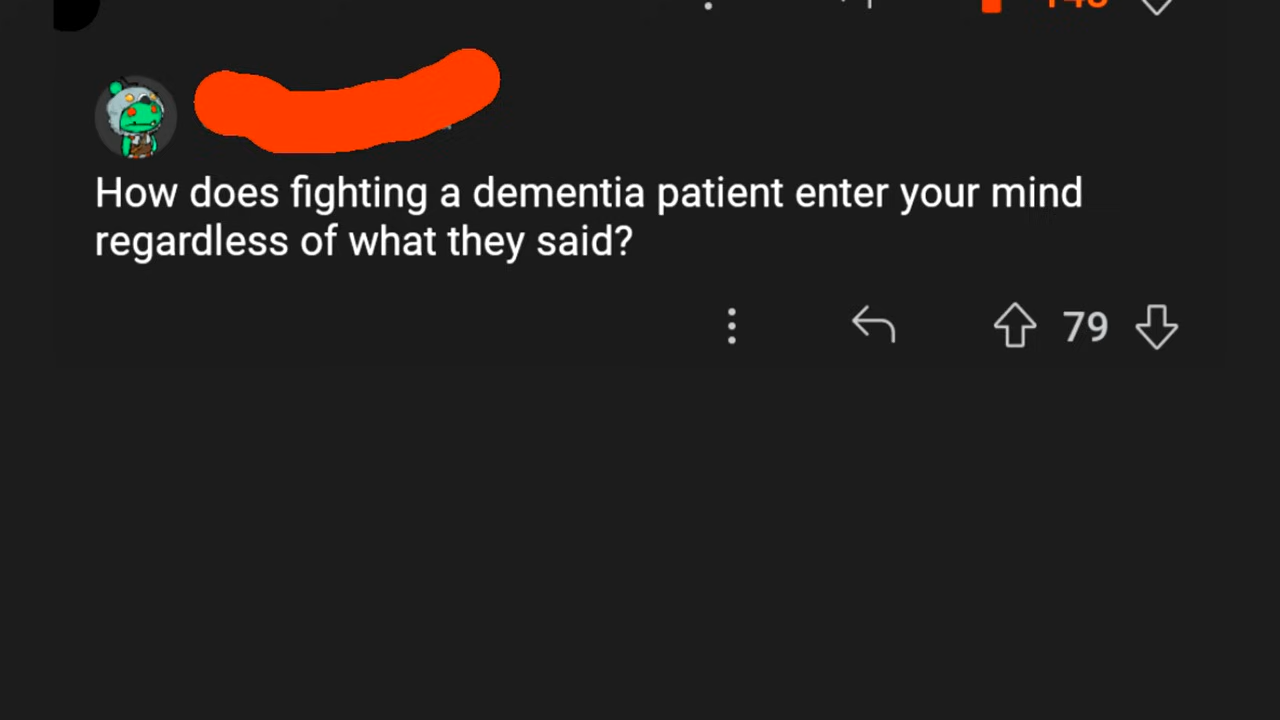 How does fighting a dementia patient enter your mind
regardless of what they said?
79